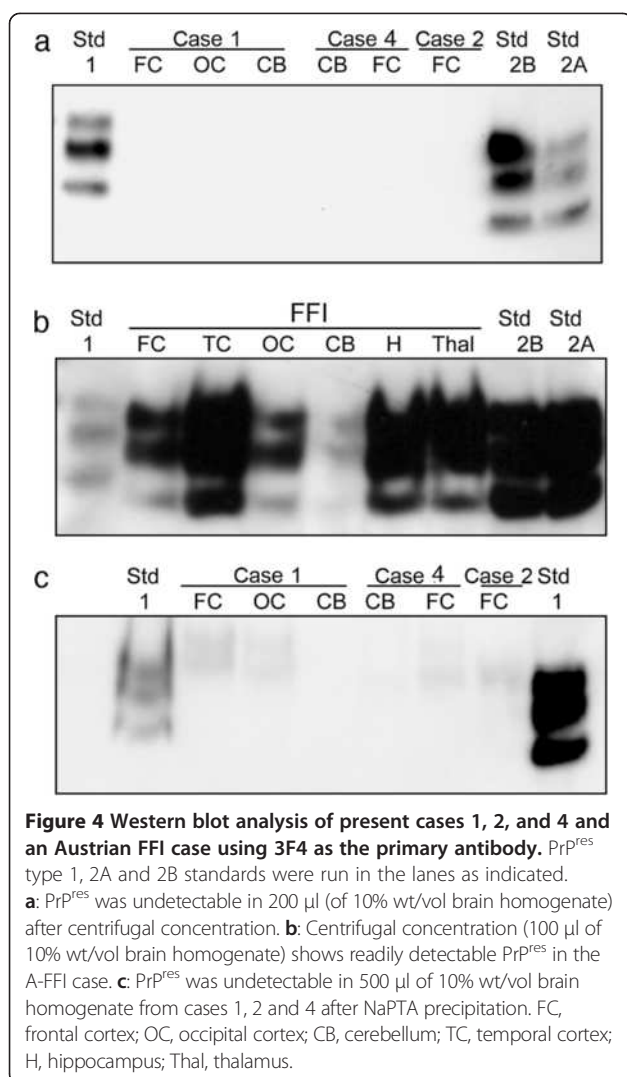 a
Std Case 1 Case 4 Case 2 Std Std
1 FC OC CB CB FC FC 2B 2A
b
Std FFI Std Std
1 FC TC OC CB H Thal 2B 2A
c
Std Case 1 Case 4 Case 2 Std
1 FC OC CB CB FC FC 1
Figure 4 Western blot analysis of present cases 1, 2, and 4 and
an Austrian FFI case using 3F4 as the primary antibody. PrPres
type 1, 2A and 2B standards were run in the lanes as indicated.
a: PrPres was undetectable in 200 μl (of 10% wt/vol brain homogenate)
after centrifugal concentration. b: Centrifugal concentration (100 μl of
10% wt/vol brain homogenate) shows readily detectable PrPres in the
A-FFI case. c: PrPres was undetectable in 500 μl of 10% wt/vol brain
homogenate from cases 1, 2 and 4 after NaPTA precipitation. FC,
frontal cortex; OC, occipital cortex; CB, cerebellum; TC, temporal cortex;
H, hippocampus; Thal, thalamus.